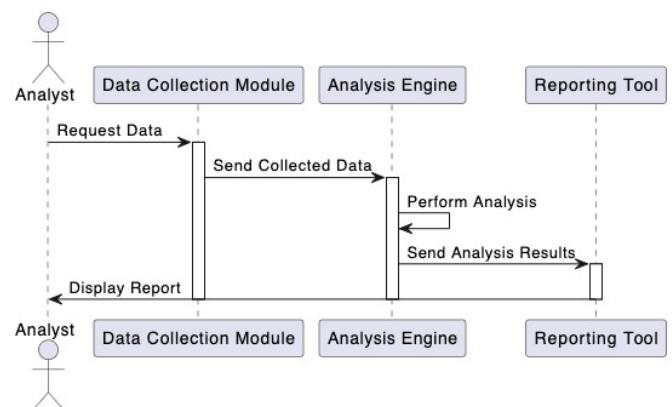 Analyst
Data Collection Module
Analysis Engine
Reporting Tool
Request Data
Send Collected Data
Perform Analysis
Send Analysis Results
Display Report
Analyst
Data Collection Module
Analysis Engine
Reporting Tool